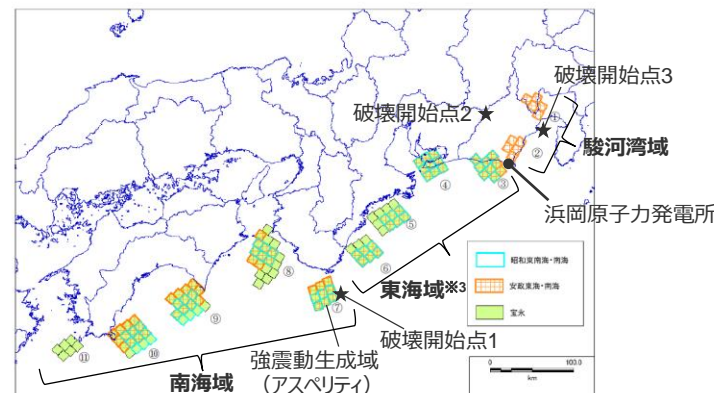 破壊開始点3
破壊開始点2
①
②
駿河湾域
③
④
浜岡原子力発電所
⑤
⑥
東海域※3
昭和東南海・南海
安政東海・南海
宝永
⑦
⑧
破壊開始点1
⑨
⑩
⑪
強震動生成域
(アスペリティ)
南海域
0 103.0
km